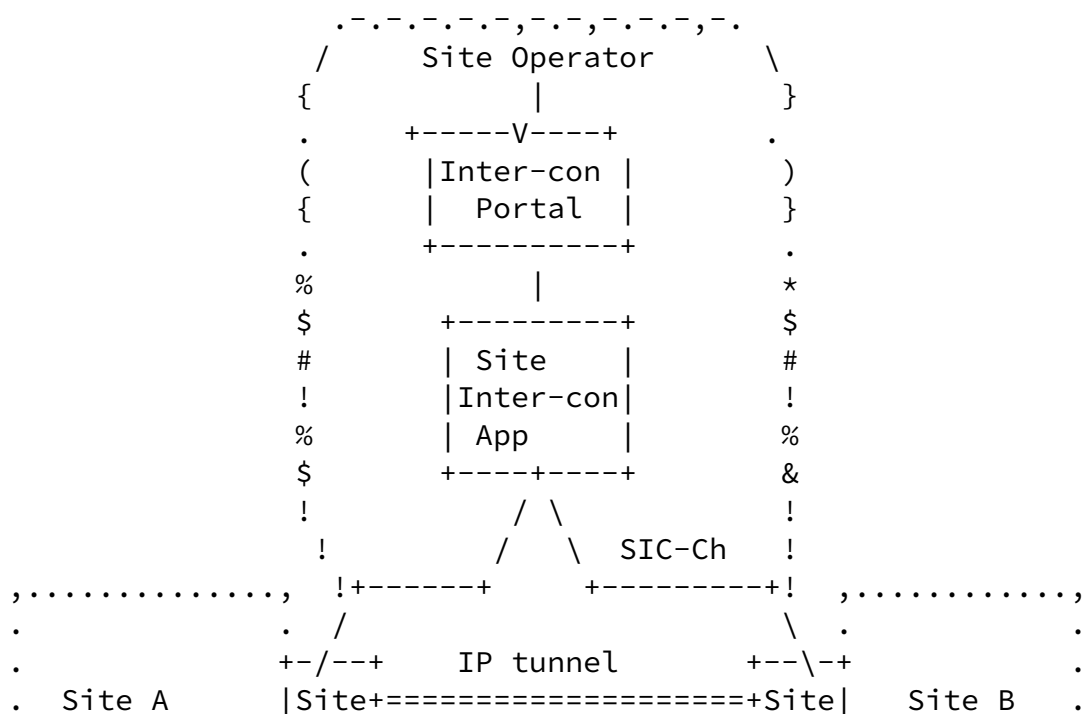 .-.-.-.-.-,-.-,-.-.-,-.
/     Site Operator      \
{            |             }
.     +-----V----+        .
(      |Inter-con |        )
{      |  Portal  |        }
.      +----------+        .
%            |             *
$       +---------+        $
#       | Site    |        #
!       |Inter-con|        !
%       | App     |        %
$       +----+----+        &
!           / \            !
!         /   \  SIC-Ch   !
,..............,  !+------+     +---------+!  ,............,
.              .  /                        \  .            .
.              +-/--+    IP tunnel       +--\-+            .
.  Site A      |Site+====================+Site|   Site B   .